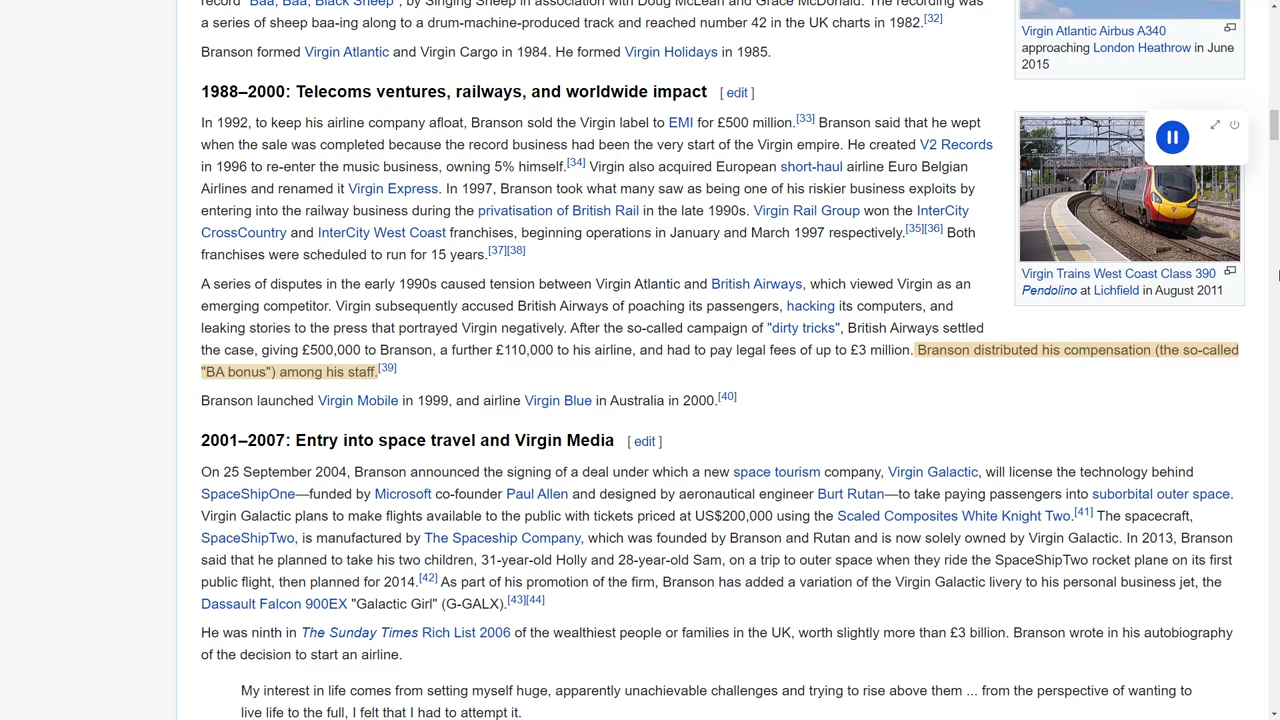 record "Baa, Baa, Black Sheep", by Singing Sheep in association with Doug McLean and Grace McDonald. The recording was
a series of sheep baa-ing along to a drum-machine-produced track and reached number 42 in the UK charts in 1982.[32]
Branson formed Virgin Atlantic and Virgin Cargo in 1984. He formed Virgin Holidays in 1985.
Virgin Atlantic Airbus A340
approaching London Heathrow in June
2015
1988–2000: Telecoms ventures, railways, and worldwide impact [ edit ]
In 1992, to keep his airline company afloat, Branson sold the Virgin label to EMI for £500 million.[33] Branson said that he wept
when the sale was completed because the record business had been the very start of the Virgin empire. He created V2 Records
in 1996 to re-enter the music business, owning 5% himself.[34] Virgin also acquired European short-haul airline Euro Belgian
Airlines and renamed it Virgin Express. In 1997, Branson took what many saw as being one of his riskier business exploits by
entering into the railway business during the privatisation of British Rail in the late 1990s. Virgin Rail Group won the InterCity
CrossCountry and InterCity West Coast franchises, beginning operations in January and March 1997 respectively.[35][36] Both
franchises were scheduled to run for 15 years.[37][38]
Virgin Trains West Coast Class 390
Pendolino at Lichfield in August 2011
A series of disputes in the early 1990s caused tension between Virgin Atlantic and British Airways, which viewed Virgin as an
emerging competitor. Virgin subsequently accused British Airways of poaching its passengers, hacking its computers, and
leaking stories to the press that portrayed Virgin negatively. After the so-called campaign of "dirty tricks", British Airways settled
the case, giving £500,000 to Branson, a further £110,000 to his airline, and had to pay legal fees of up to £3 million. Branson distributed his compensation (the so-called
"BA bonus") among his staff.[39]
Branson launched Virgin Mobile in 1999, and airline Virgin Blue in Australia in 2000.[40]
2001–2007: Entry into space travel and Virgin Media [ edit ]
On 25 September 2004, Branson announced the signing of a deal under which a new space tourism company, Virgin Galactic, will license the technology behind
SpaceShipOne—funded by Microsoft co-founder Paul Allen and designed by aeronautical engineer Burt Rutan—to take paying passengers into suborbital outer space.
Virgin Galactic plans to make flights available to the public with tickets priced at US$200,000 using the Scaled Composites White Knight Two.[41] The spacecraft,
SpaceShipTwo, is manufactured by The Spaceship Company, which was founded by Branson and Rutan and is now solely owned by Virgin Galactic. In 2013, Branson
said that he planned to take his two children, 31-year-old Holly and 28-year-old Sam, on a trip to outer space when they ride the SpaceShipTwo rocket plane on its first
public flight, then planned for 2014.[42] As part of his promotion of the firm, Branson has added a variation of the Virgin Galactic livery to his personal business jet, the
Dassault Falcon 900EX "Galactic Girl" (G-GALX).[43][44]
He was ninth in The Sunday Times Rich List 2006 of the wealthiest people or families in the UK, worth slightly more than £3 billion. Branson wrote in his autobiography
of the decision to start an airline.
My interest in life comes from setting myself huge, apparently unachievable challenges and trying to rise above them ... from the perspective of wanting to
live life to the full, I felt that I had to attempt it.